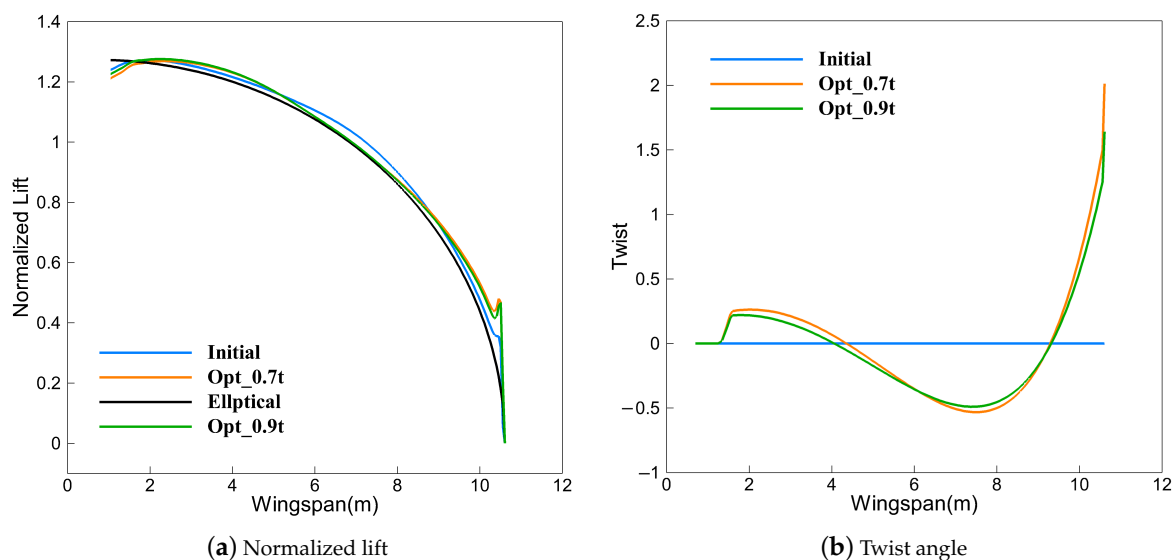 1.4
1.2
1
0.8
0.6
0.4
0.2
0
Normalized Lift
Initial
Opt_0.7t
Ellptical
Opt_0.9t
0 2 4 6 8 10 12
Wingspan(m)
(a) Normalized lift
2.5
2
1.5
1
0.5
0
−0.5
−1
Twist
Initial
Opt_0.7t
Opt_0.9t
0 2 4 6 8 10 12
Wingspan(m)
(b) Twist angle